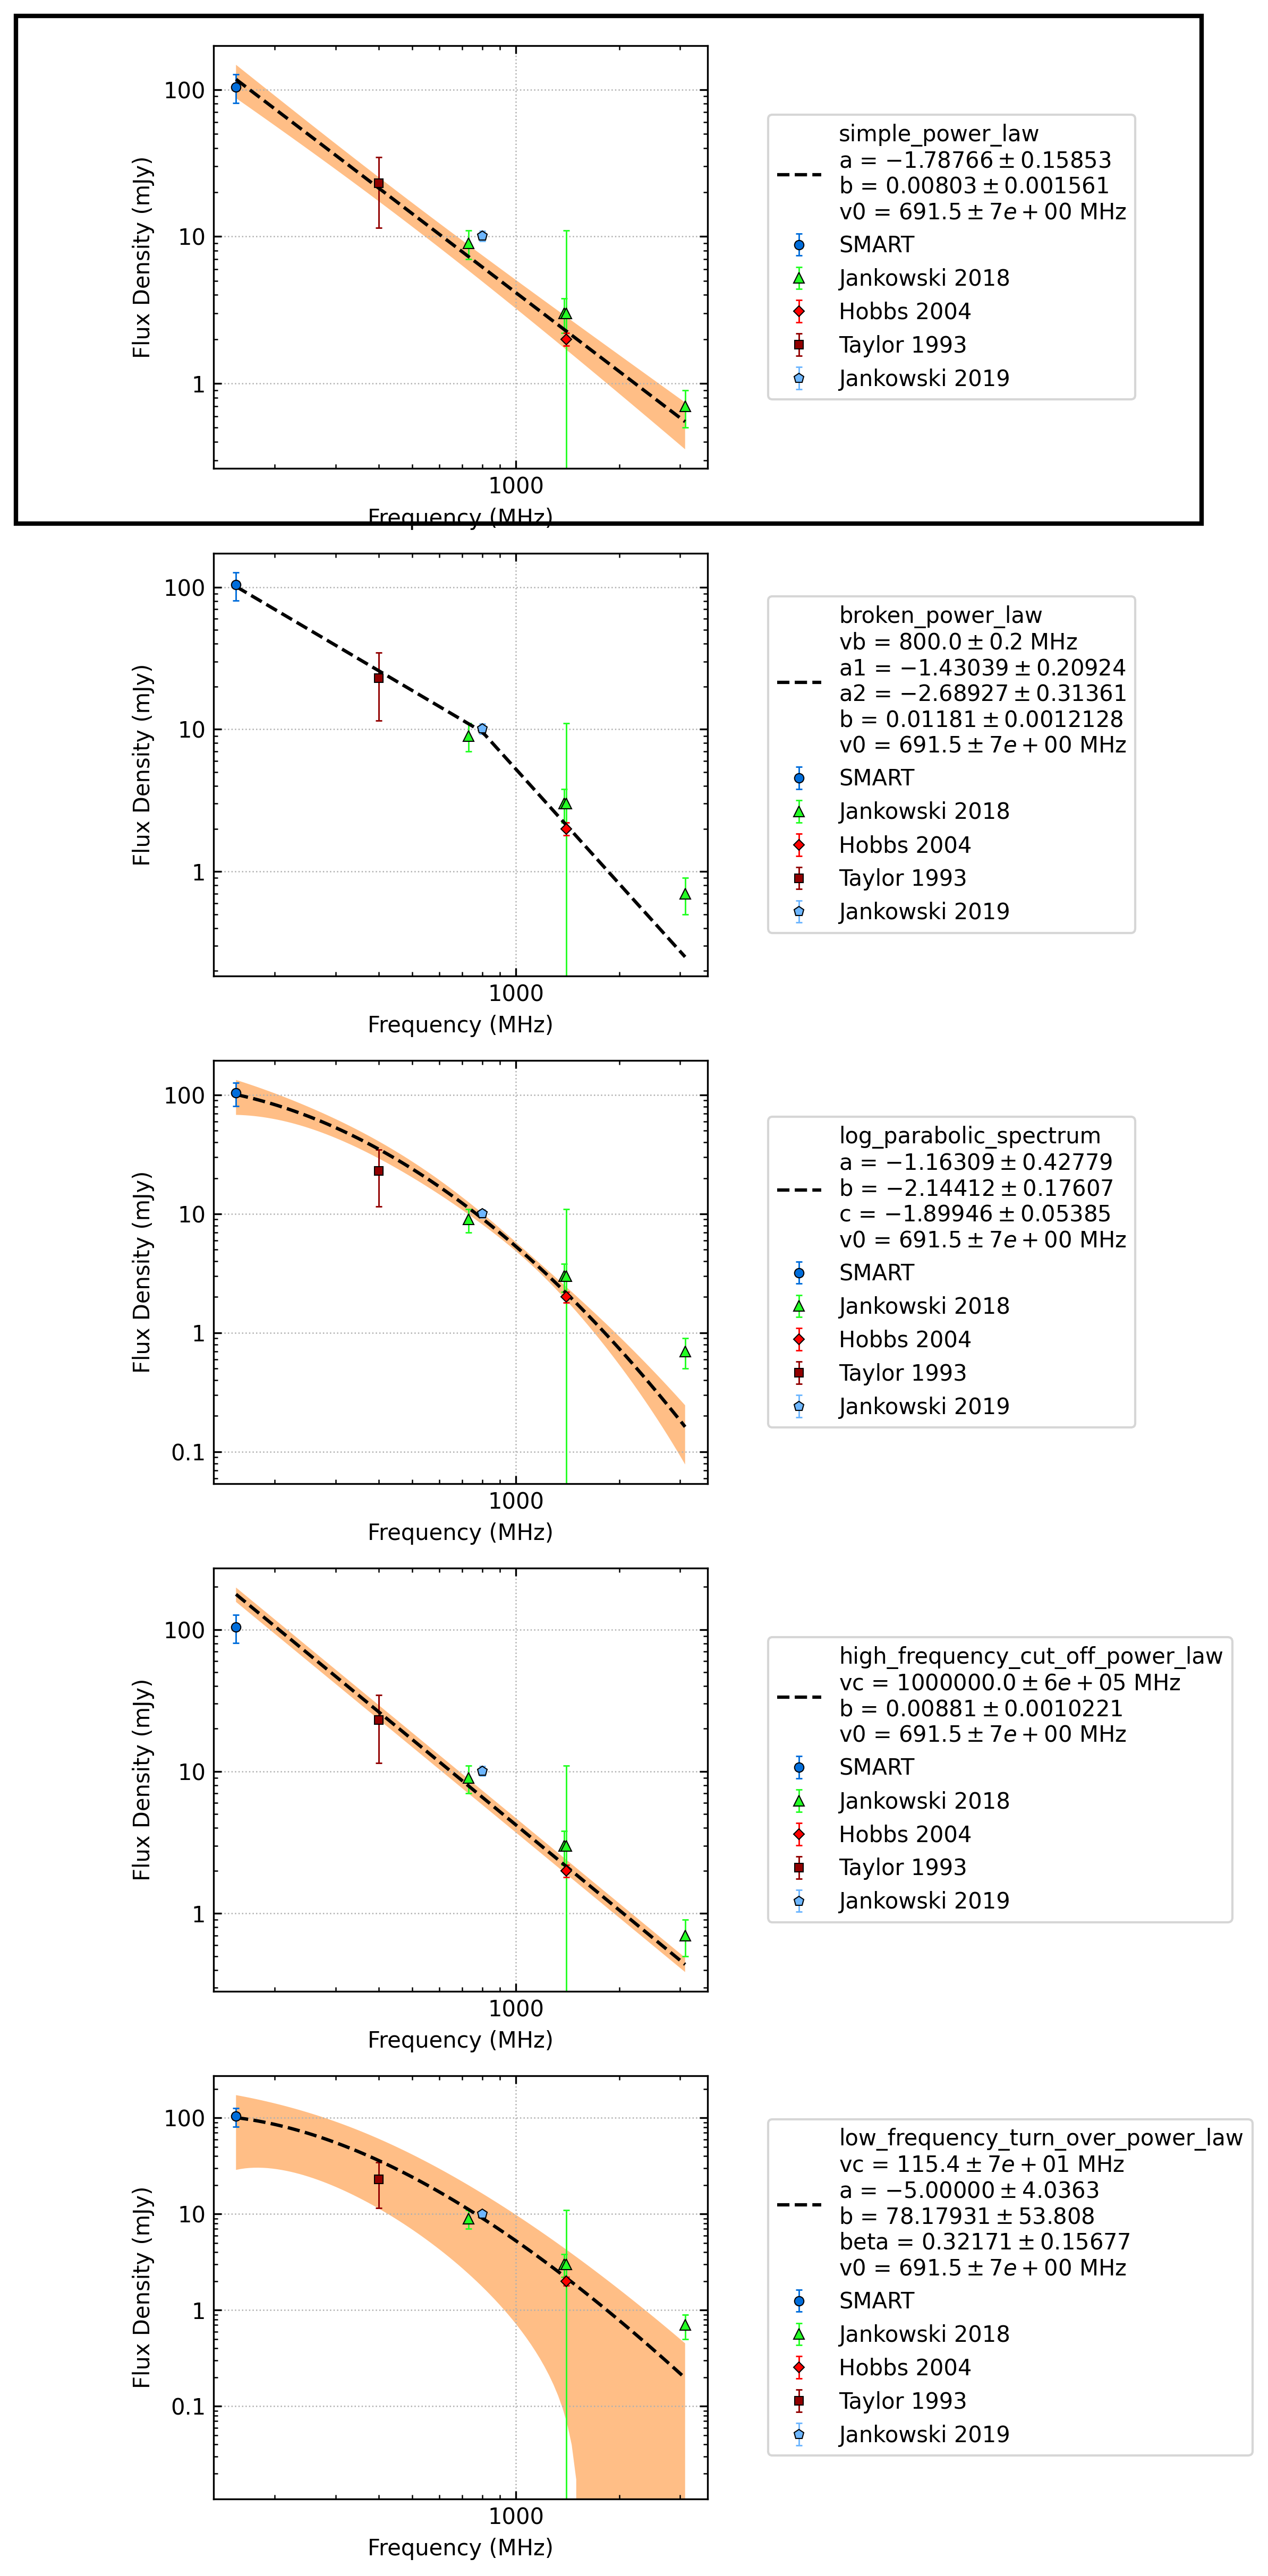 100
10
1
Flux Density (mJy)
1000
Frequency (MHz)
simple_power_law
a = −1.78766 ± 0.15853
b = 0.00803 ± 0.001561
v0 = 691.5 ± 7e + 00 MHz
SMART
Jankowski 2018
Hobbs 2004
Taylor 1993
Jankowski 2019
100
10
1
Flux Density (mJy)
1000
Frequency (MHz)
broken_power_law
vb = 800.0 ± 0.2 MHz
a1 = −1.43039 ± 0.20924
a2 = −2.68927 ± 0.31361
b = 0.01181 ± 0.0012128
v0 = 691.5 ± 7e + 00 MHz
SMART
Jankowski 2018
Hobbs 2004
Taylor 1993
Jankowski 2019
100
10
1
0.1
Flux Density (mJy)
1000
Frequency (MHz)
log_parabolic_spectrum
a = −1.16309 ± 0.42779
b = −2.14412 ± 0.17607
c = −1.89946 ± 0.05385
v0 = 691.5 ± 7e + 00 MHz
SMART
Jankowski 2018
Hobbs 2004
Taylor 1993
Jankowski 2019
100
10
1
Flux Density (mJy)
1000
Frequency (MHz)
high_frequency_cut_off_power_law
vc = 1000000.0 ± 6e + 05 MHz
b = 0.00881 ± 0.0010221
v0 = 691.5 ± 7e + 00 MHz
SMART
Jankowski 2018
Hobbs 2004
Taylor 1993
Jankowski 2019
100
10
1
0.1
Flux Density (mJy)
1000
Frequency (MHz)
low_frequency_turn_over_power_law
vc = 115.4 ± 7e + 01 MHz
a = −5.00000 ± 4.0363
b = 78.17931 ± 53.808
beta = 0.32171 ± 0.15677
v0 = 691.5 ± 7e + 00 MHz
SMART
Jankowski 2018
Hobbs 2004
Taylor 1993
Jankowski 2019